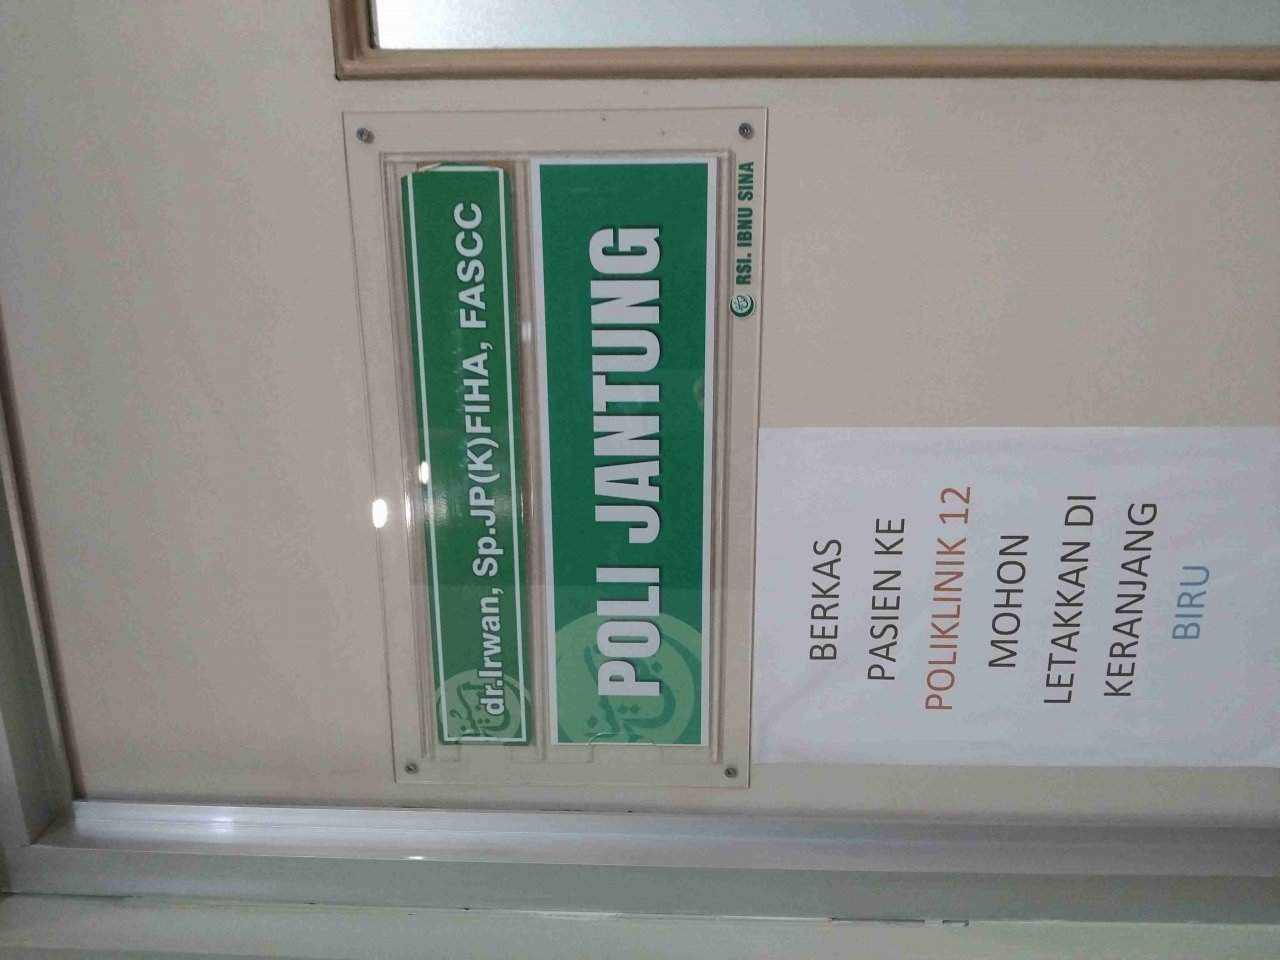 dr.Irwan, Sp.JP(K)FIHA, FASCC
POLI JANTUNG
RSI. IBNU SINA
BERKAS
PASIEN KE
POLIKLINIK 12
MOHON
LETAKKAN DI
KERANJANG
BIRU